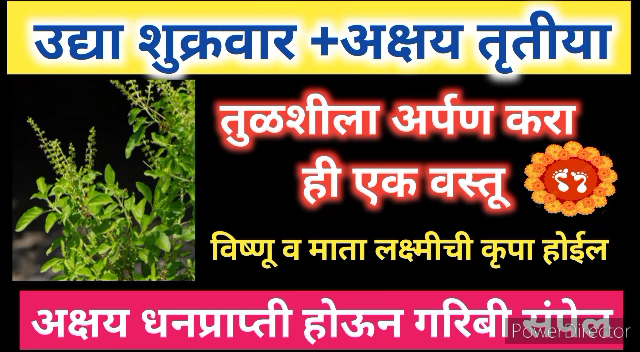 उद्या शुक्रवार +अक्षय तृतीया
तुळशीला अर्पण करा
ही एक वस्तू
विष्णू व माता लक्ष्मीची कृपा होईल
अक्षय धनप्राप्ती होऊन गरिबी संपेल
PowerDirector